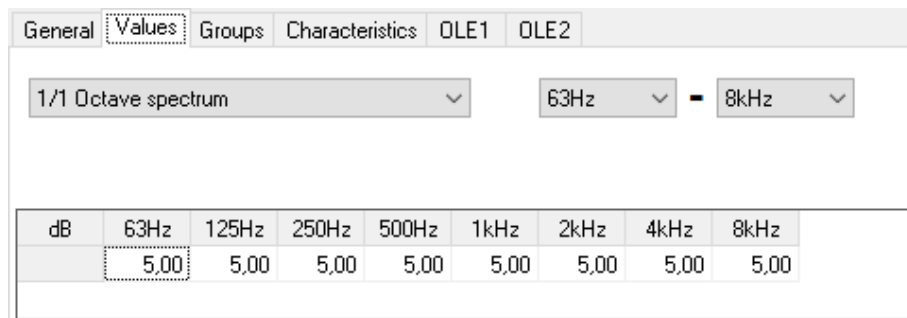 General Values Groups Characteristics OLE1 OLE2
1/1 Octave spectrum 63Hz - 8kHz
dB 63Hz 125Hz 250Hz 500Hz 1kHz 2kHz 4kHz 8kHz
5,00 5,00 5,00 5,00 5,00 5,00 5,00 5,00